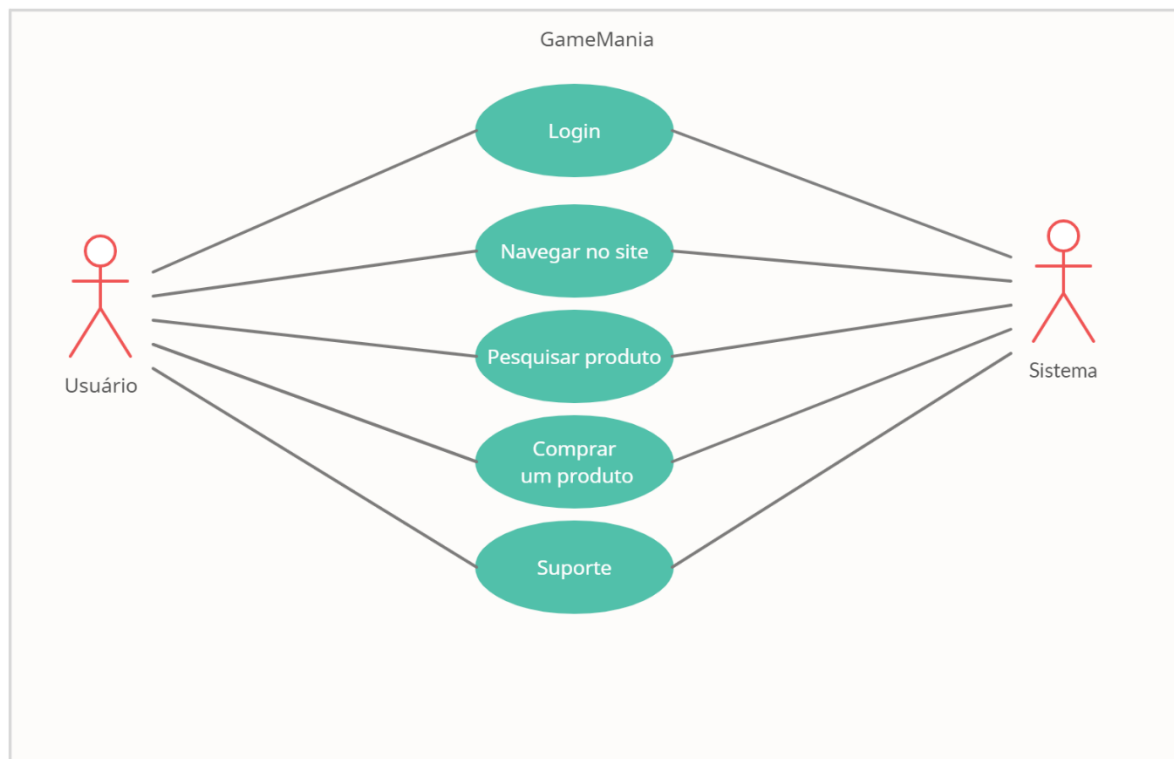 GameMania
Login
Navegar no site
Pesquisar produto
Usuário
Sistema
Comprar
um produto
Suporte